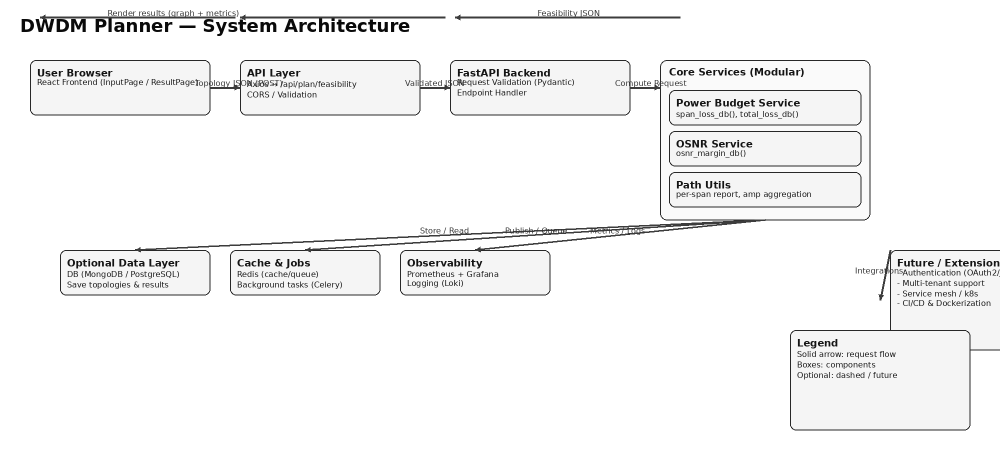 Render results (graph + metrics)
Feasibility JSON
DWDM Planner — System Architecture
User Browser
React Frontend (InputPage / ResultPage)
Topology JSON (POST)
API Layer
Axios → /api/plan/feasibility
CORS / Validation
Validated JSON
FastAPI Backend
Request Validation (Pydantic)
Endpoint Handler
Compute Request
Core Services (Modular)
Power Budget Service
span_loss_db(), total_loss_db()
OSNR Service
osnr_margin_db()
Path Utils
per-span report, amp aggregation
Store / Read
Publish / Queue
Metrics / Logs
Optional Data Layer
DB (MongoDB / PostgreSQL)
Save topologies & results
Cache & Jobs
Redis (cache/queue)
Background tasks (Celery)
Observability
Prometheus + Grafana
Logging (Loki)
Integrations
Future / Extension
- Authentication (OAuth2/
- Multi-tenant support
- Service mesh / k8s
- CI/CD & Dockerization
Legend
Solid arrow: request flow
Boxes: components
Optional: dashed / future